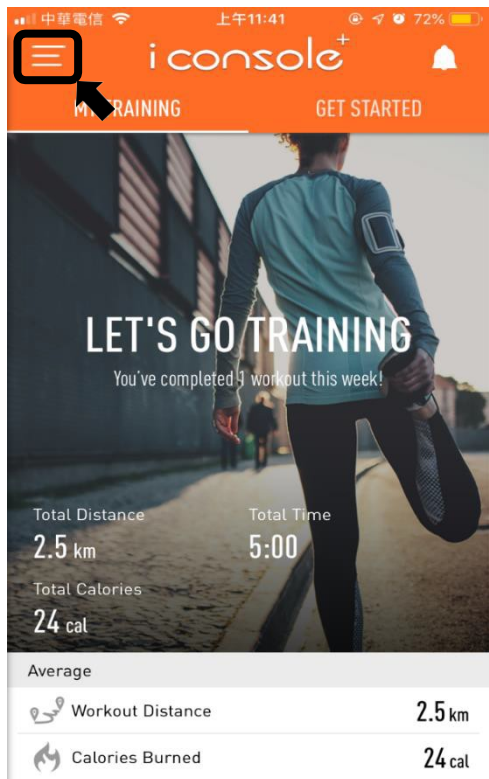 中華電信 上午11:41 72%
i console+
MY TRAINING GET STARTED
LET'S GO TRAINING
You've completed 1 workout this week!
Total Distance Total Time
2.5 km 5:00
Total Calories
24 cal
Average
Workout Distance 2.5 km
Calories Burned 24 cal